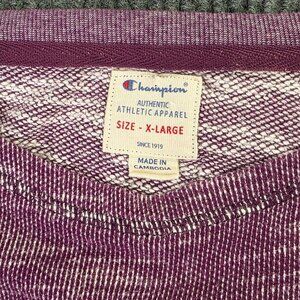 Champion
AUTHENTIC
ATHLETIC APPAREL
SIZE - X-LARGE
SINCE 1919
MADE IN
CAMBODIA